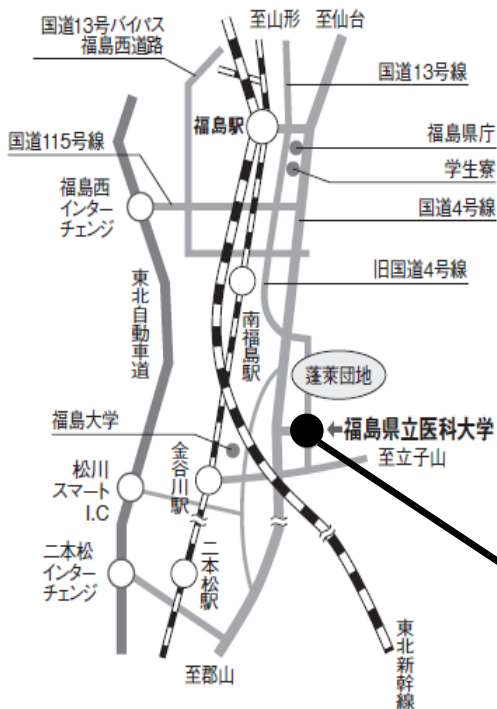 国道13号バイパス
福島西道路
至山形
至仙台
国道13号線
福島駅
福島県庁
国道115号線
学生寮
福島西
インター
チェンジ
国道4号線
東北自動車道
旧国道4号線
南福島駅
蓬萊団地
福島大学
←福島県立医科大学
金谷川駅
至立子山
松川
スマート
I.C
二本松
インター
チェンジ
二本松駅
至郡山
東北新幹線